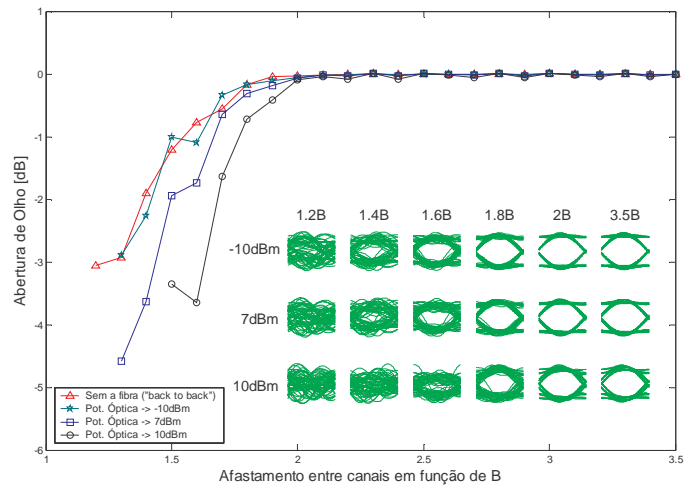 0
-1
-2
-3
-4
-5
-6
Abertura de Olho [dB]
1.2B 1.4B 1.6B 1.8B 2B 3.5B
-10dBm
7dBm
10dBm
Sem a fibra ("back to back")
Pot. Óptica -> -10dBm
Pot. Óptica -> 7dBm
Pot. Óptica -> 10dBm
1 1.5 2 2.5 3 3.5
Afastamento entre canais em função de B